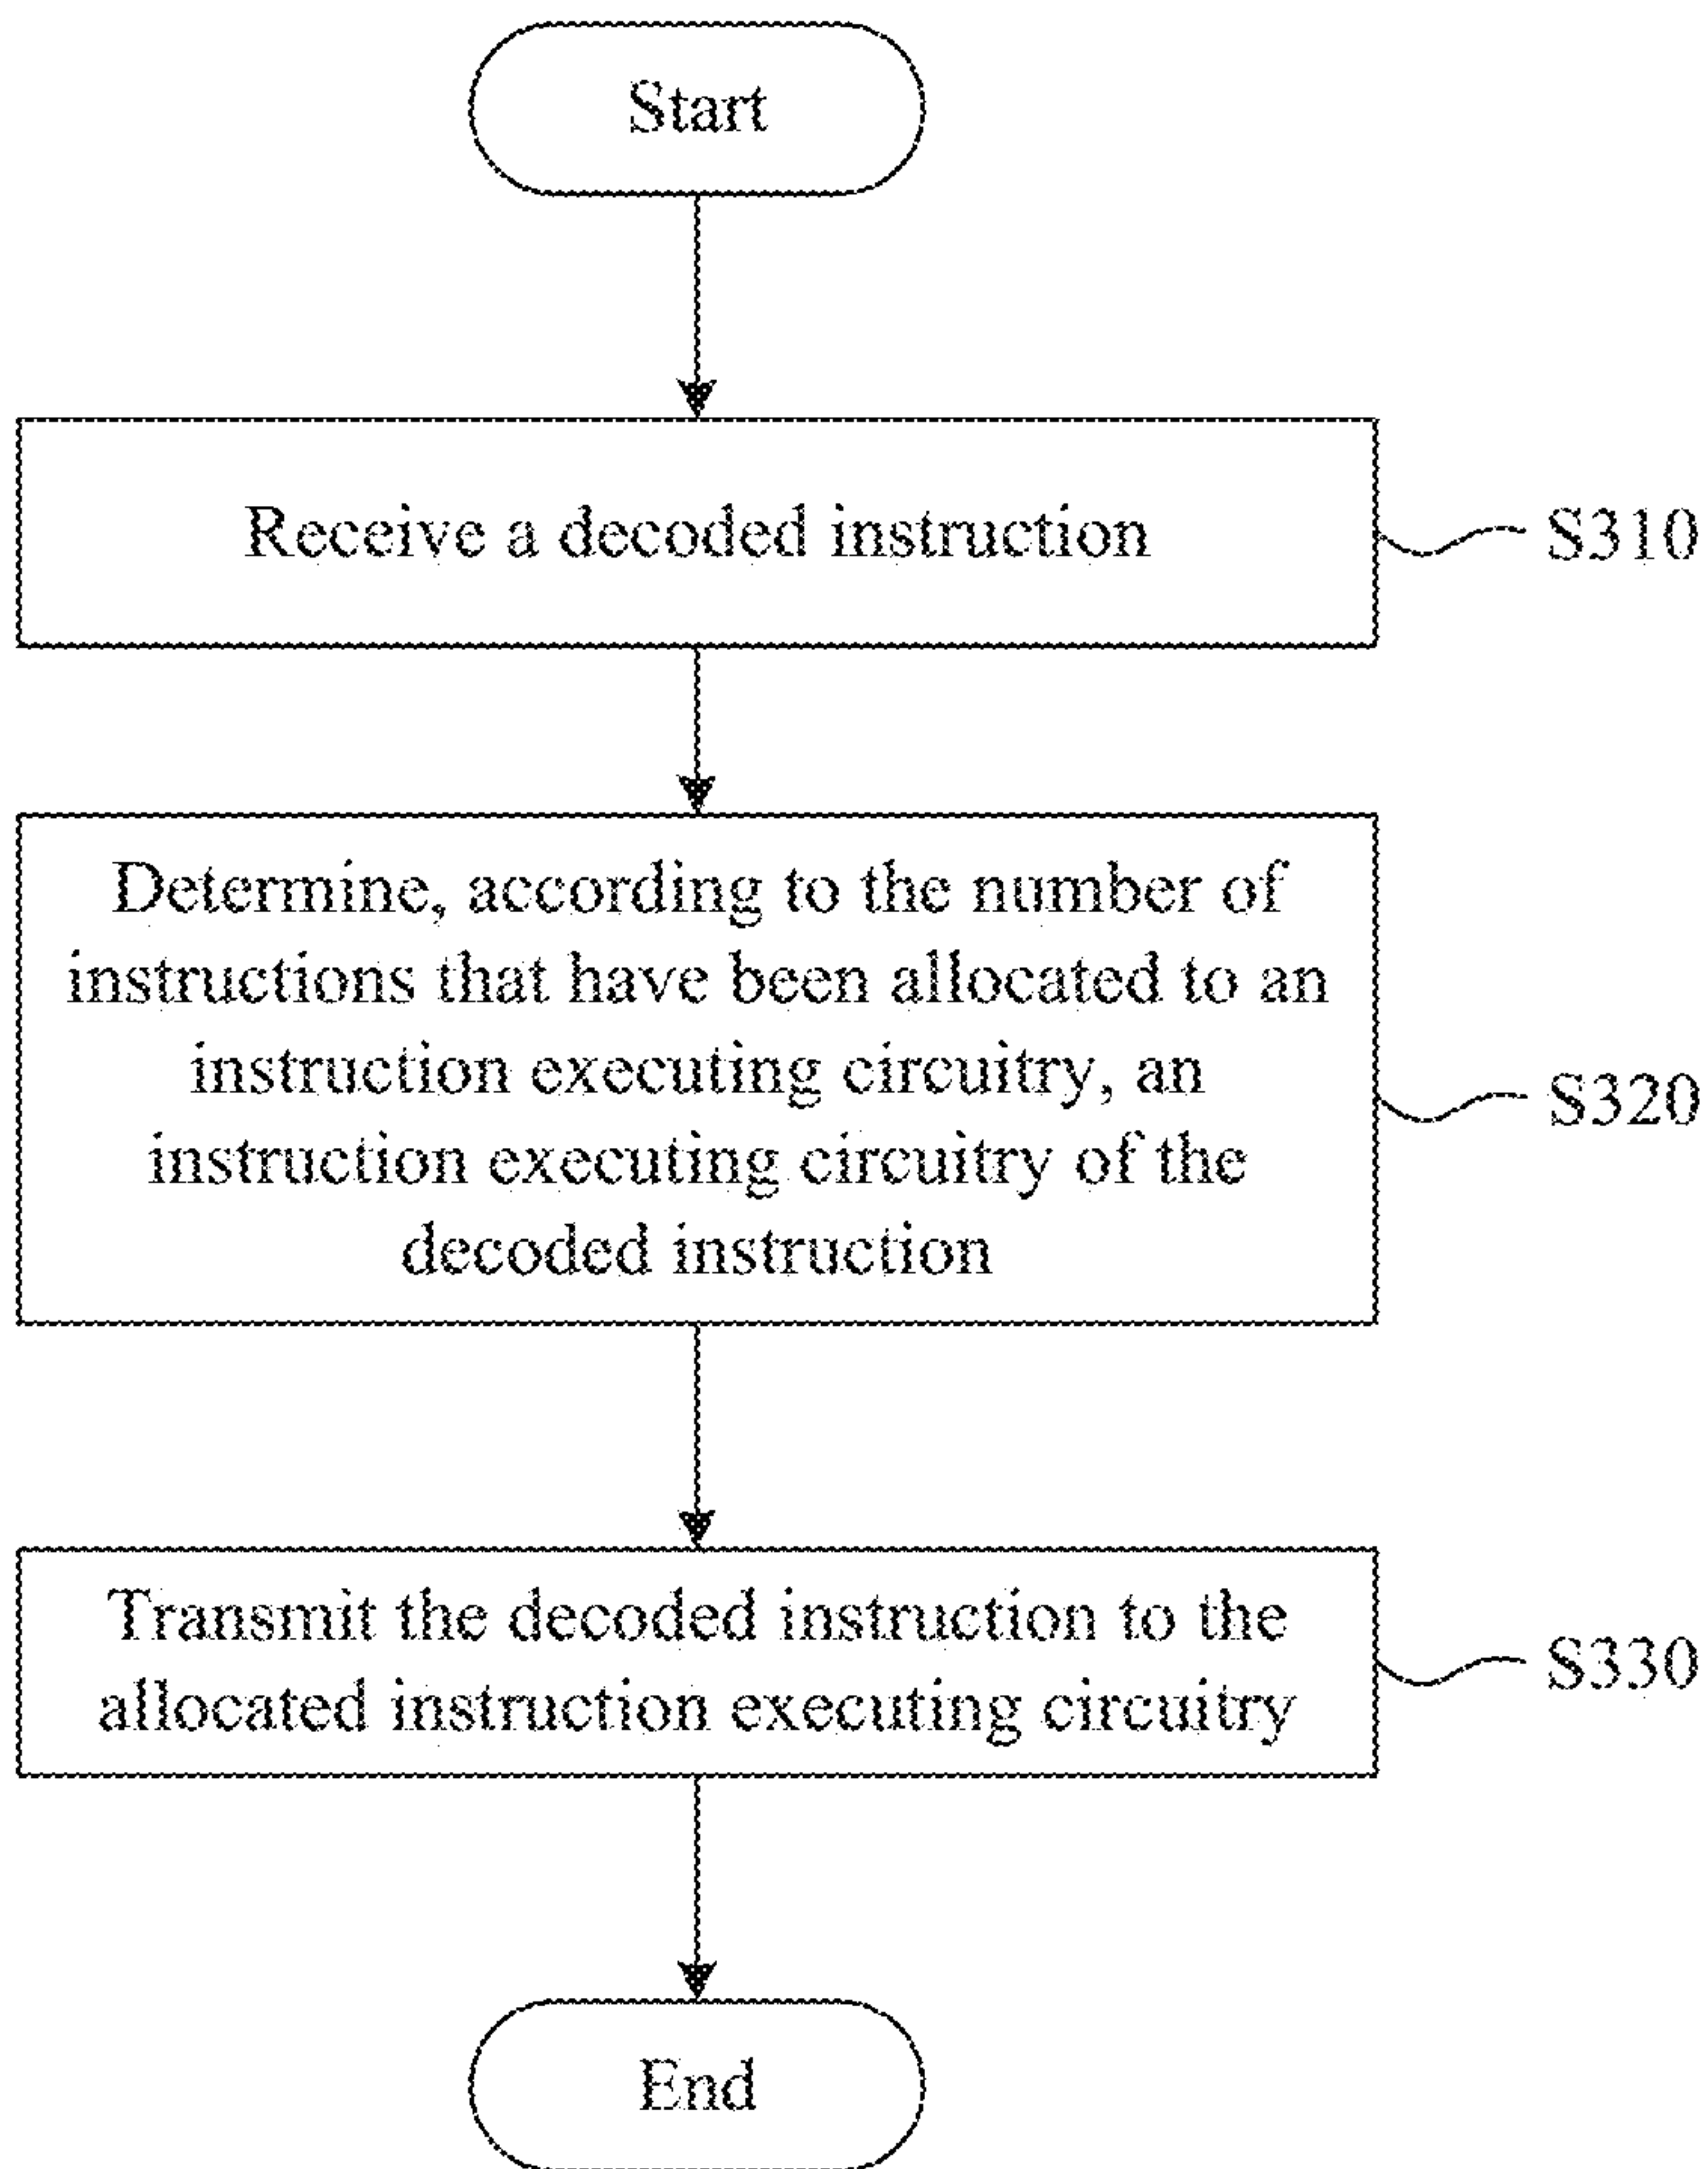 Start
Receive a decoded instruction
S310
Determine, according to the number of
instructions that have been allocated to an
instruction executing circuitry, an
instruction executing circuitry of the
decoded instruction
S320
Transmit the decoded instruction to the
allocated instruction executing circuitry
S330
End